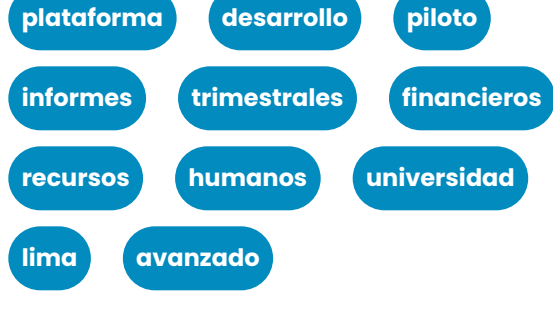 plataforma desarrollo piloto
informes trimestrales financieros
recursos humanos universidad
lima avanzado